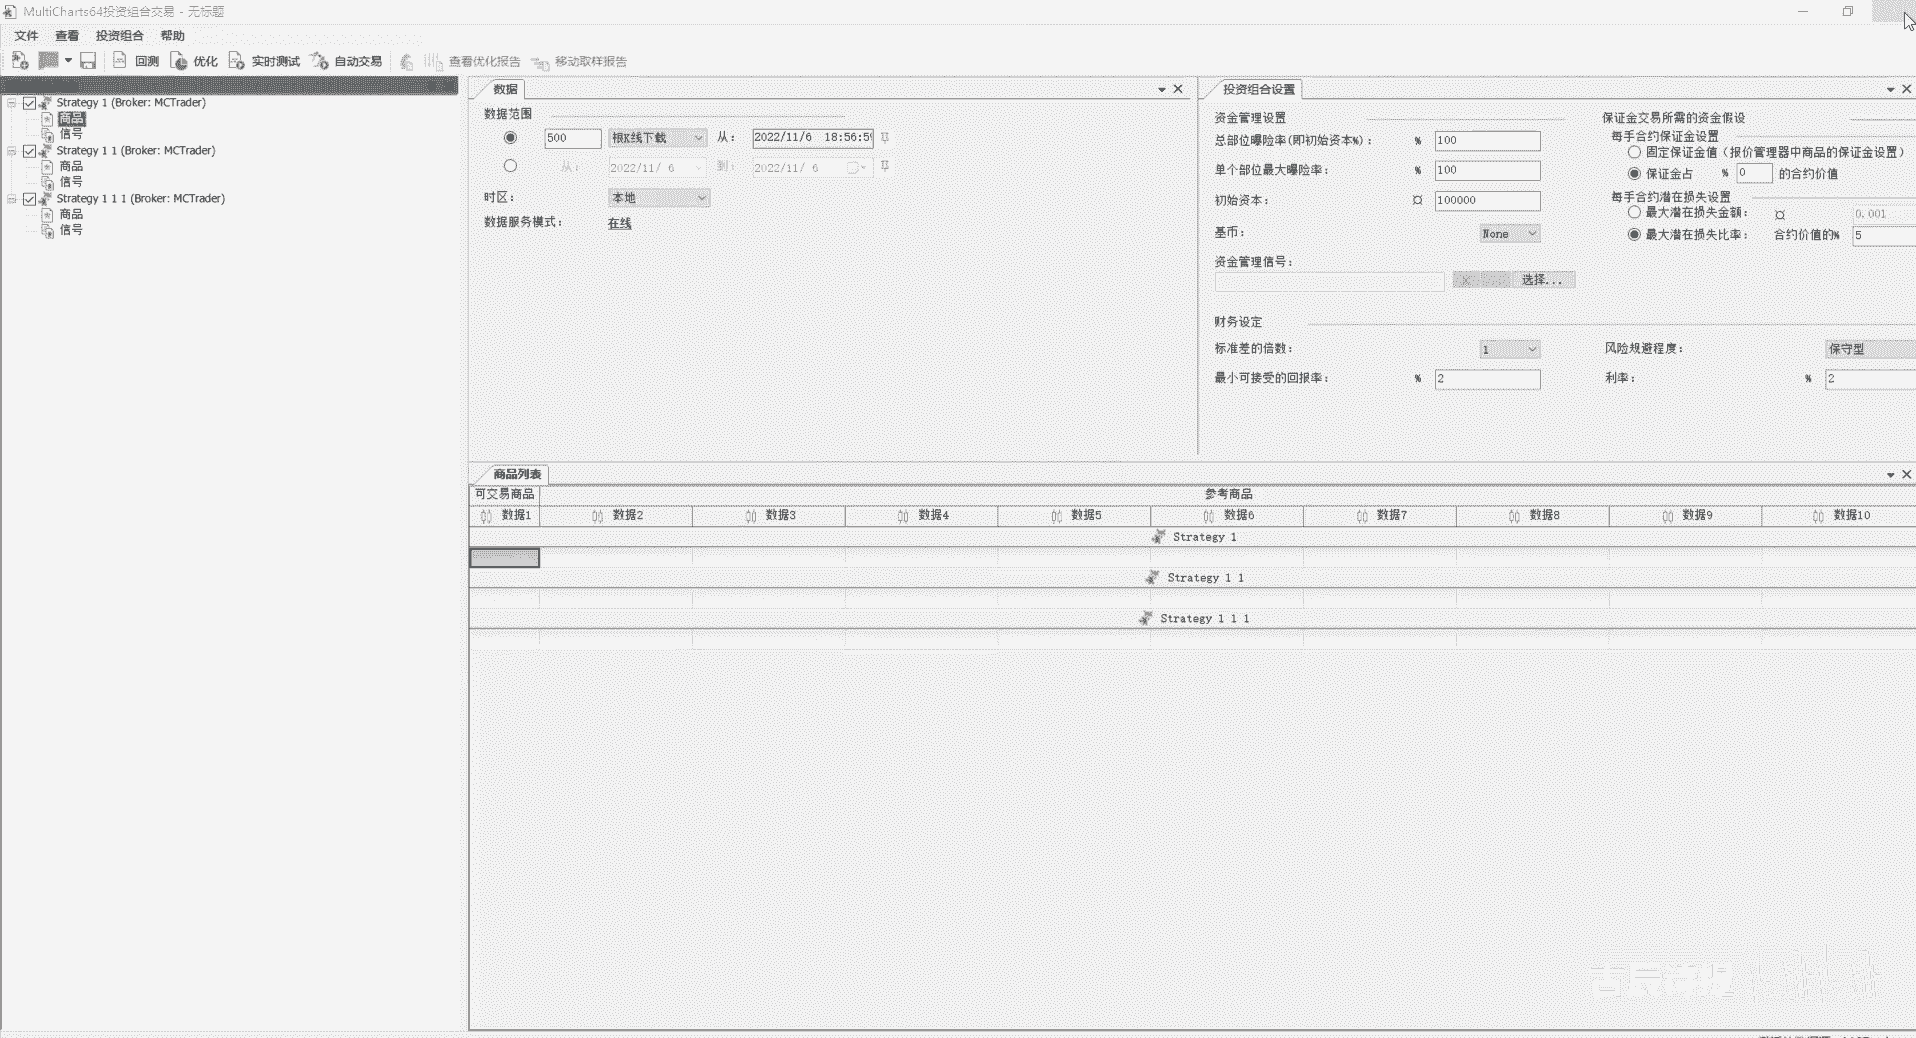 MultiCharts64投资组合交易 - 无标题
文件 查看 投资组合 帮助
回测 优化 实时测试 自动交易 查看优化报告 移动取样报告
Strategy 1 (Broker: MCTrader)
商品
信号
Strategy 1 1 (Broker: MCTrader)
商品
信号
Strategy 1 1 1 (Broker: MCTrader)
商品
信号
数据
数据范围
500 根K线下载 从: 2022/11/6 18:56:5
从: 2022/11/ 6 到: 2022/11/ 6
时区: 本地
数据服务模式: 在线
投资组合设置
资金管理设置
总部位曝险率(即初始资本%): % 100
单个部位最大曝险率: % 100
初始资本: ¤ 100000
基币: None
资金管理信号:
选择...
保证金交易所需的资金假设
每手合约保证金设置
固定保证金值(报价管理器中商品的保证金设置)
保证金占 % 0 的合约价值
每手合约潜在损失设置
最大潜在损失金额: ¤ 0.001
最大潜在损失比率: 合约价值的% 5
财务设定
标准差的倍数: 1 风险规避程度: 保守型
最小可接受的回报率: % 2 利率: % 2
商品列表
可交易商品 参考商品
数据1 数据2 数据3 数据4 数据5 数据6 数据7 数据8 数据9 数据10
Strategy 1
Strategy 1 1
Strategy 1 1 1